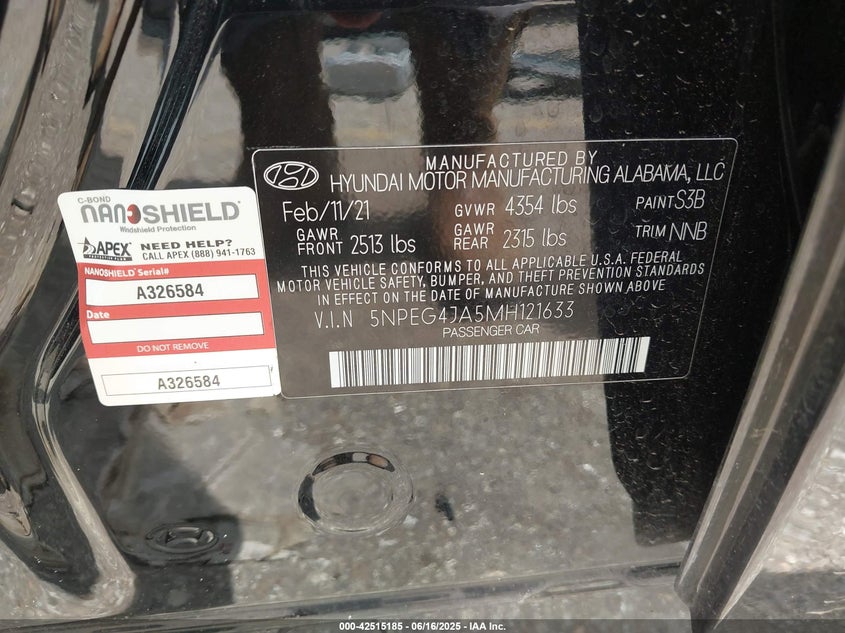 C-BOND
NANOSHIELD
Windshield Protection
APEX
NEED HELP?
CALL APEX (888) 941-1763
NANOSHIELD Serial#
A326584
Date
DO NOT REMOVE
A326584
MANUFACTURED BY
HYUNDAI MOTOR MANUFACTURING ALABAMA, LLC
Feb/11/21 GVWR 4354 lbs PAINT S3B
GAWR FRONT 2513 lbs GAWR REAR 2315 lbs TRIM NNB
THIS VEHICLE CONFORMS TO ALL APPLICABLE U.S.A. FEDERAL
MOTOR VEHICLE SAFETY, BUMPER, AND THEFT PREVENTION STANDARDS
IN EFFECT ON THE DATE OF MANUFACTURE SHOWN ABOVE
V.I.N 5NPEG4JA5MH121633
PASSENGER CAR
000-42515185 - 06/16/2025 - IAA Inc.